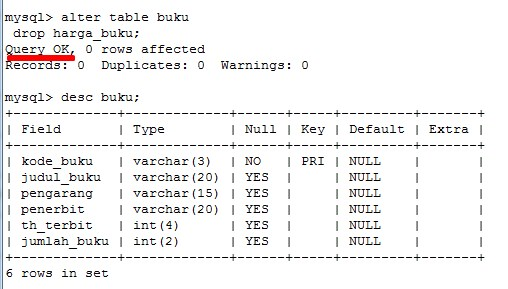 mysql> alter table buku
 drop harga_buku;
Query OK, 0 rows affected
Records: 0  Duplicates: 0  Warnings: 0

mysql> desc buku;
+-------------+-------------+------+-----+---------+-------+
| Field       | Type        | Null | Key | Default | Extra |
+-------------+-------------+------+-----+---------+-------+
| kode_buku   | varchar(3)  | NO   | PRI | NULL    |       |
| judul_buku  | varchar(20) | YES  |     | NULL    |       |
| pengarang   | varchar(15) | YES  |     | NULL    |       |
| penerbit    | varchar(20) | YES  |     | NULL    |       |
| th_terbit   | int(4)      | YES  |     | NULL    |       |
| jumlah_buku | int(2)      | YES  |     | NULL    |       |
+-------------+-------------+------+-----+---------+-------+
6 rows in set